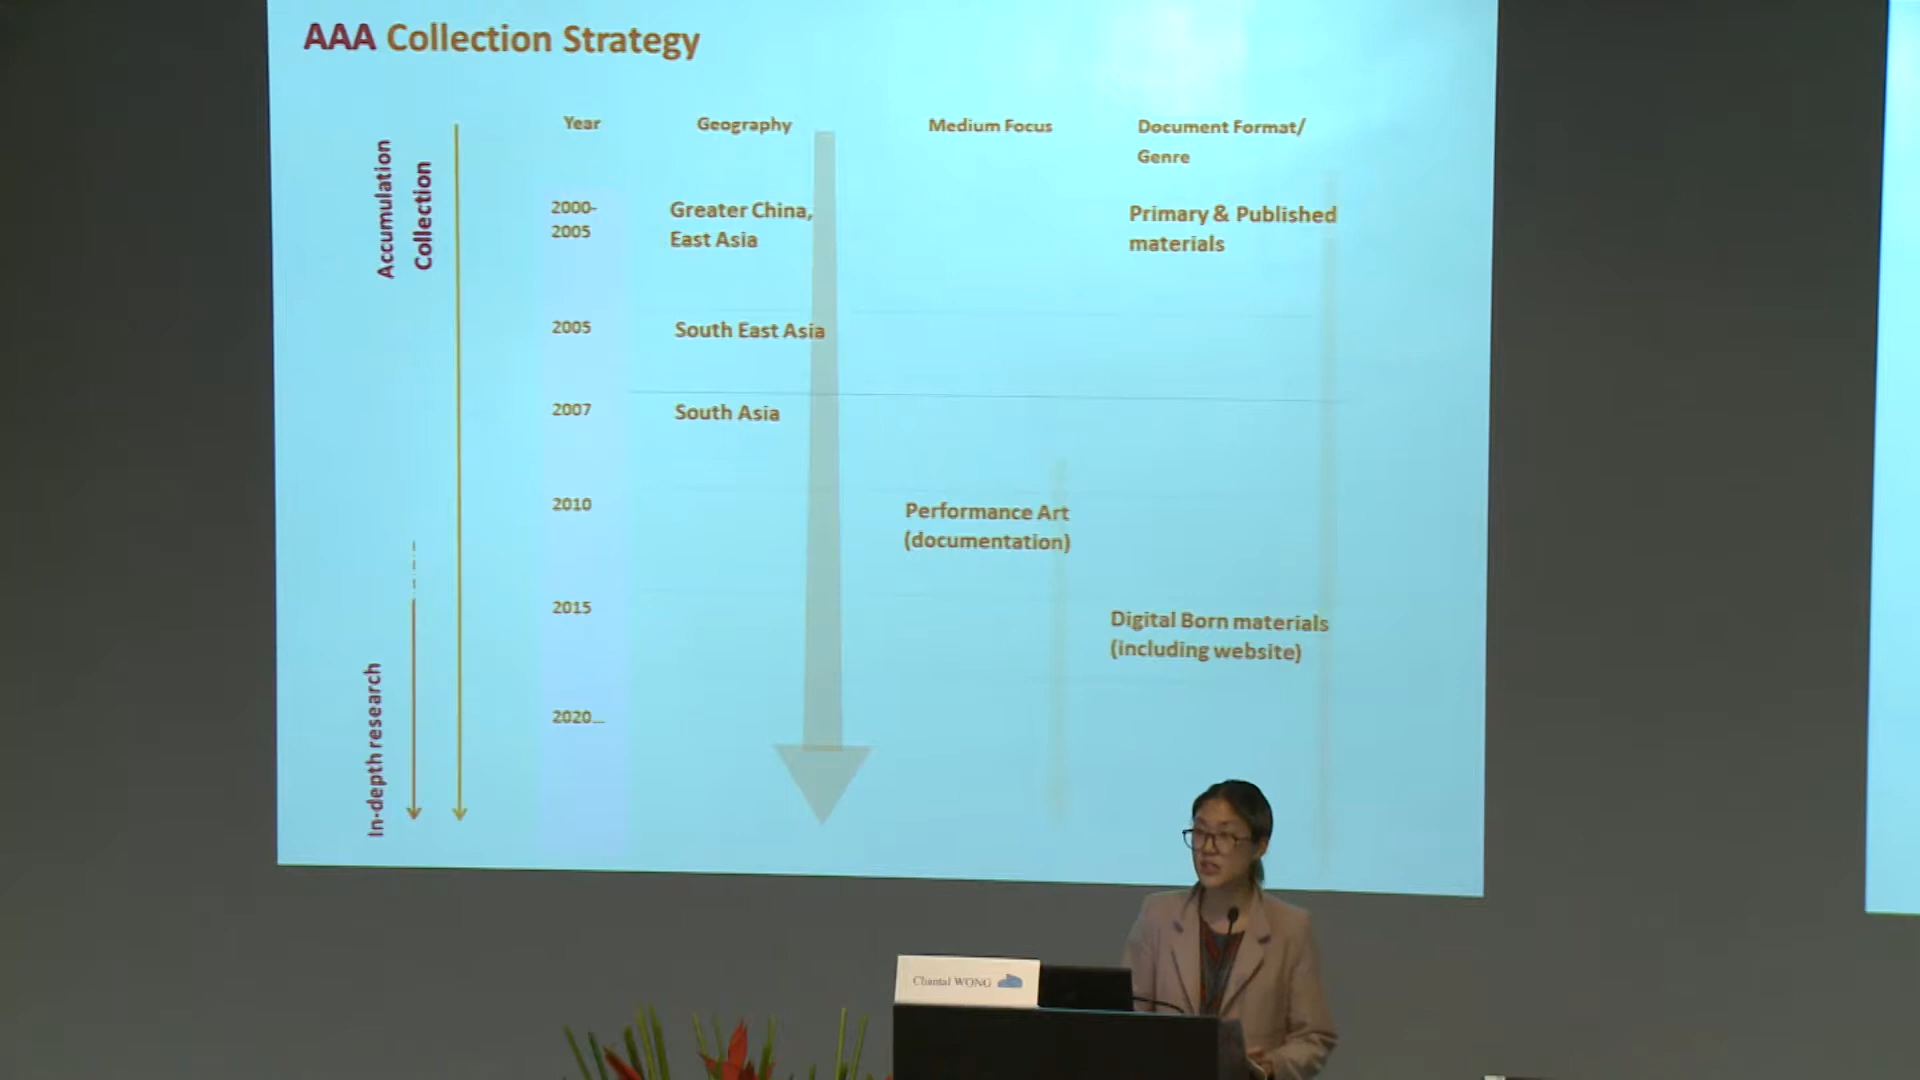 AAA Collection Strategy
Year
Geography
Medium Focus
Document Format/
Genre
Accumulation
Collection
2000-
2005
Greater China,
East Asia
Primary & Published
materials
2005
South East Asia
2007
South Asia
2010
Performance Art
(documentation)
2015
Digital Born materials
(including website)
2020...
In-depth research
Chantal WONG